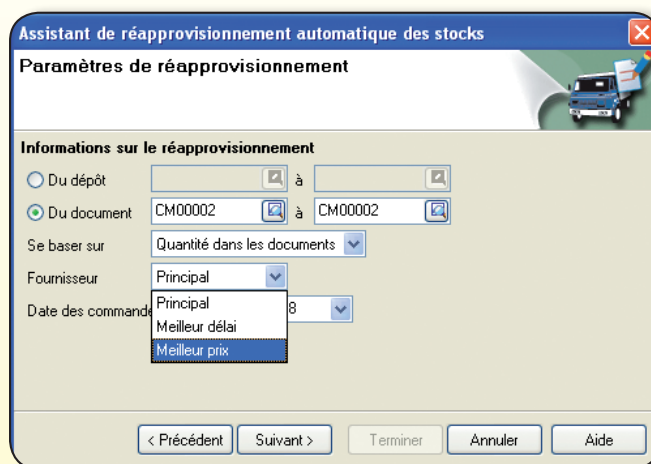 Assistant de réapprovisionnement automatique des stocks
Paramètres de réapprovisionnement
Informations sur le réapprovisionnement
Du dépôt à
Du document CM00002 à CM00002
Se baser sur Quantité dans les documents
Fournisseur Principal
Principal
Date des commande 8
Meilleur délai
Meilleur prix
< Précédent Suivant > Terminer Annuler Aide